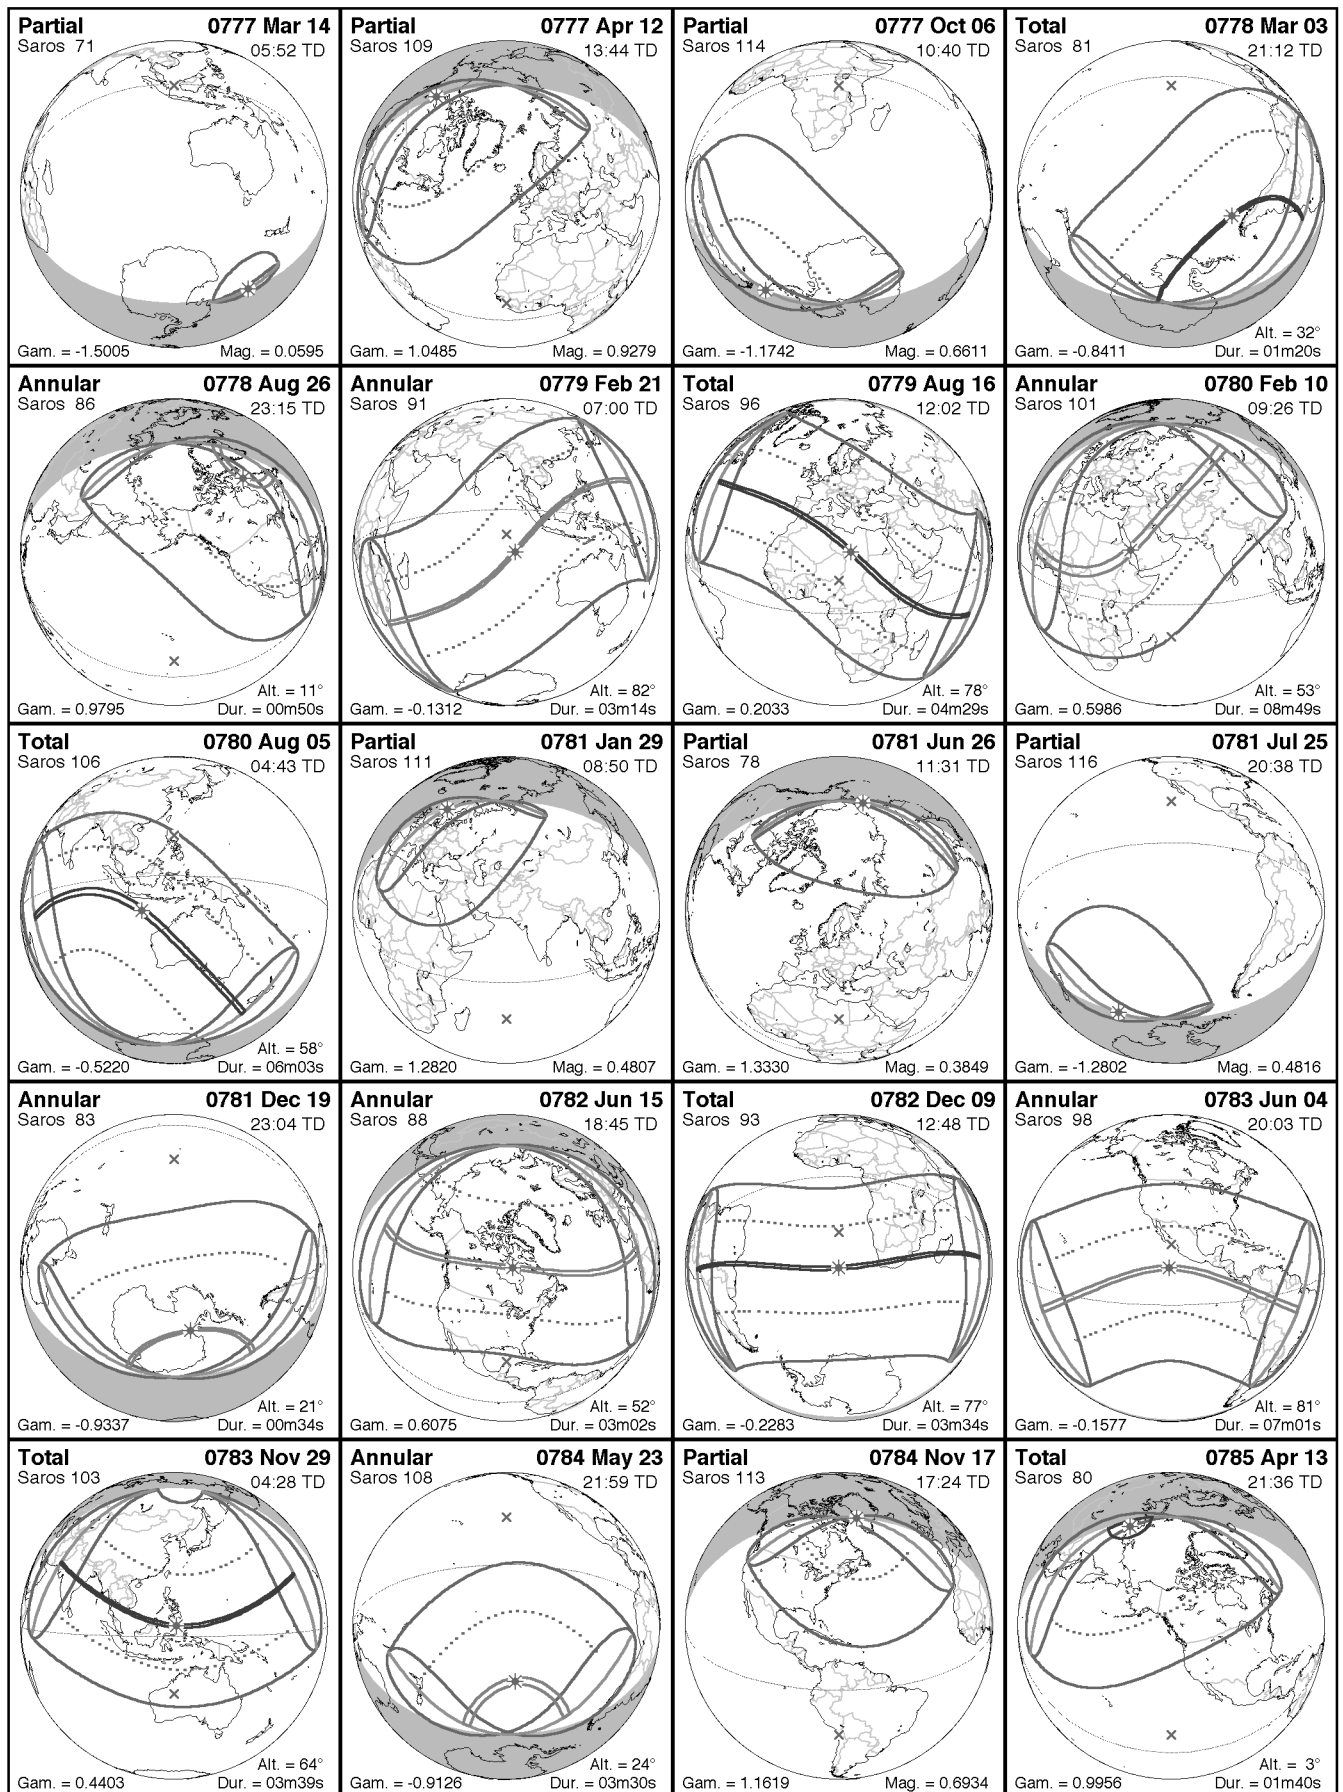 Partial 0777 Mar 14
Saros 71 05:52 TD
Gam. = -1.5005 Mag. = 0.0595
Partial 0777 Apr 12
Saros 109 13:44 TD
Gam. = 1.0485 Mag. = 0.9279
Partial 0777 Oct 06
Saros 114 10:40 TD
Gam. = -1.1742 Mag. = 0.6611
Total 0778 Mar 03
Saros 81 21:12 TD
Alt. = 32°
Gam. = -0.8411 Dur. = 01m20s
Annular 0778 Aug 26
Saros 86 23:15 TD
Alt. = 11°
Gam. = 0.9795 Dur. = 00m50s
Annular 0779 Feb 21
Saros 91 07:00 TD
Alt. = 82°
Gam. = -0.1312 Dur. = 03m14s
Total 0779 Aug 16
Saros 96 12:02 TD
Alt. = 78°
Gam. = 0.2033 Dur. = 04m29s
Annular 0780 Feb 10
Saros 101 09:26 TD
Alt. = 53°
Gam. = 0.5986 Dur. = 08m49s
Total 0780 Aug 05
Saros 106 04:43 TD
Alt. = 58°
Gam. = -0.5220 Dur. = 06m03s
Partial 0781 Jan 29
Saros 111 08:50 TD
Gam. = 1.2820 Mag. = 0.4807
Partial 0781 Jun 26
Saros 78 11:31 TD
Gam. = 1.3330 Mag. = 0.3849
Partial 0781 Jul 25
Saros 116 20:38 TD
Gam. = -1.2802 Mag. = 0.4816
Annular 0781 Dec 19
Saros 83 23:04 TD
Alt. = 21°
Gam. = -0.9337 Dur. = 00m34s
Annular 0782 Jun 15
Saros 88 18:45 TD
Alt. = 52°
Gam. = 0.6075 Dur. = 03m02s
Total 0782 Dec 09
Saros 93 12:48 TD
Alt. = 77°
Gam. = -0.2283 Dur. = 03m34s
Annular 0783 Jun 04
Saros 98 20:03 TD
Alt. = 81°
Gam. = -0.1577 Dur. = 07m01s
Total 0783 Nov 29
Saros 103 04:28 TD
Alt. = 64°
Gam. = 0.4403 Dur. = 03m39s
Annular 0784 May 23
Saros 108 21:59 TD
Alt. = 24°
Gam. = -0.9126 Dur. = 03m30s
Partial 0784 Nov 17
Saros 113 17:24 TD
Gam. = 1.1619 Mag. = 0.6934
Total 0785 Apr 13
Saros 80 21:36 TD
Alt. = 3°
Gam. = 0.9956 Dur. = 01m40s